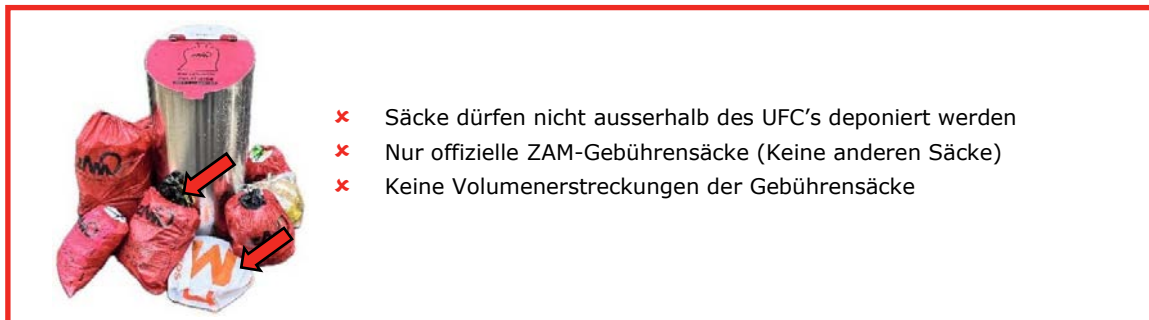 Säcke dürfen nicht ausserhalb des UFC's deponiert werden
Nur offizielle ZAM-Gebührensäcke (Keine anderen Säcke)
Keine Volumenerstreckungen der Gebührensäcke